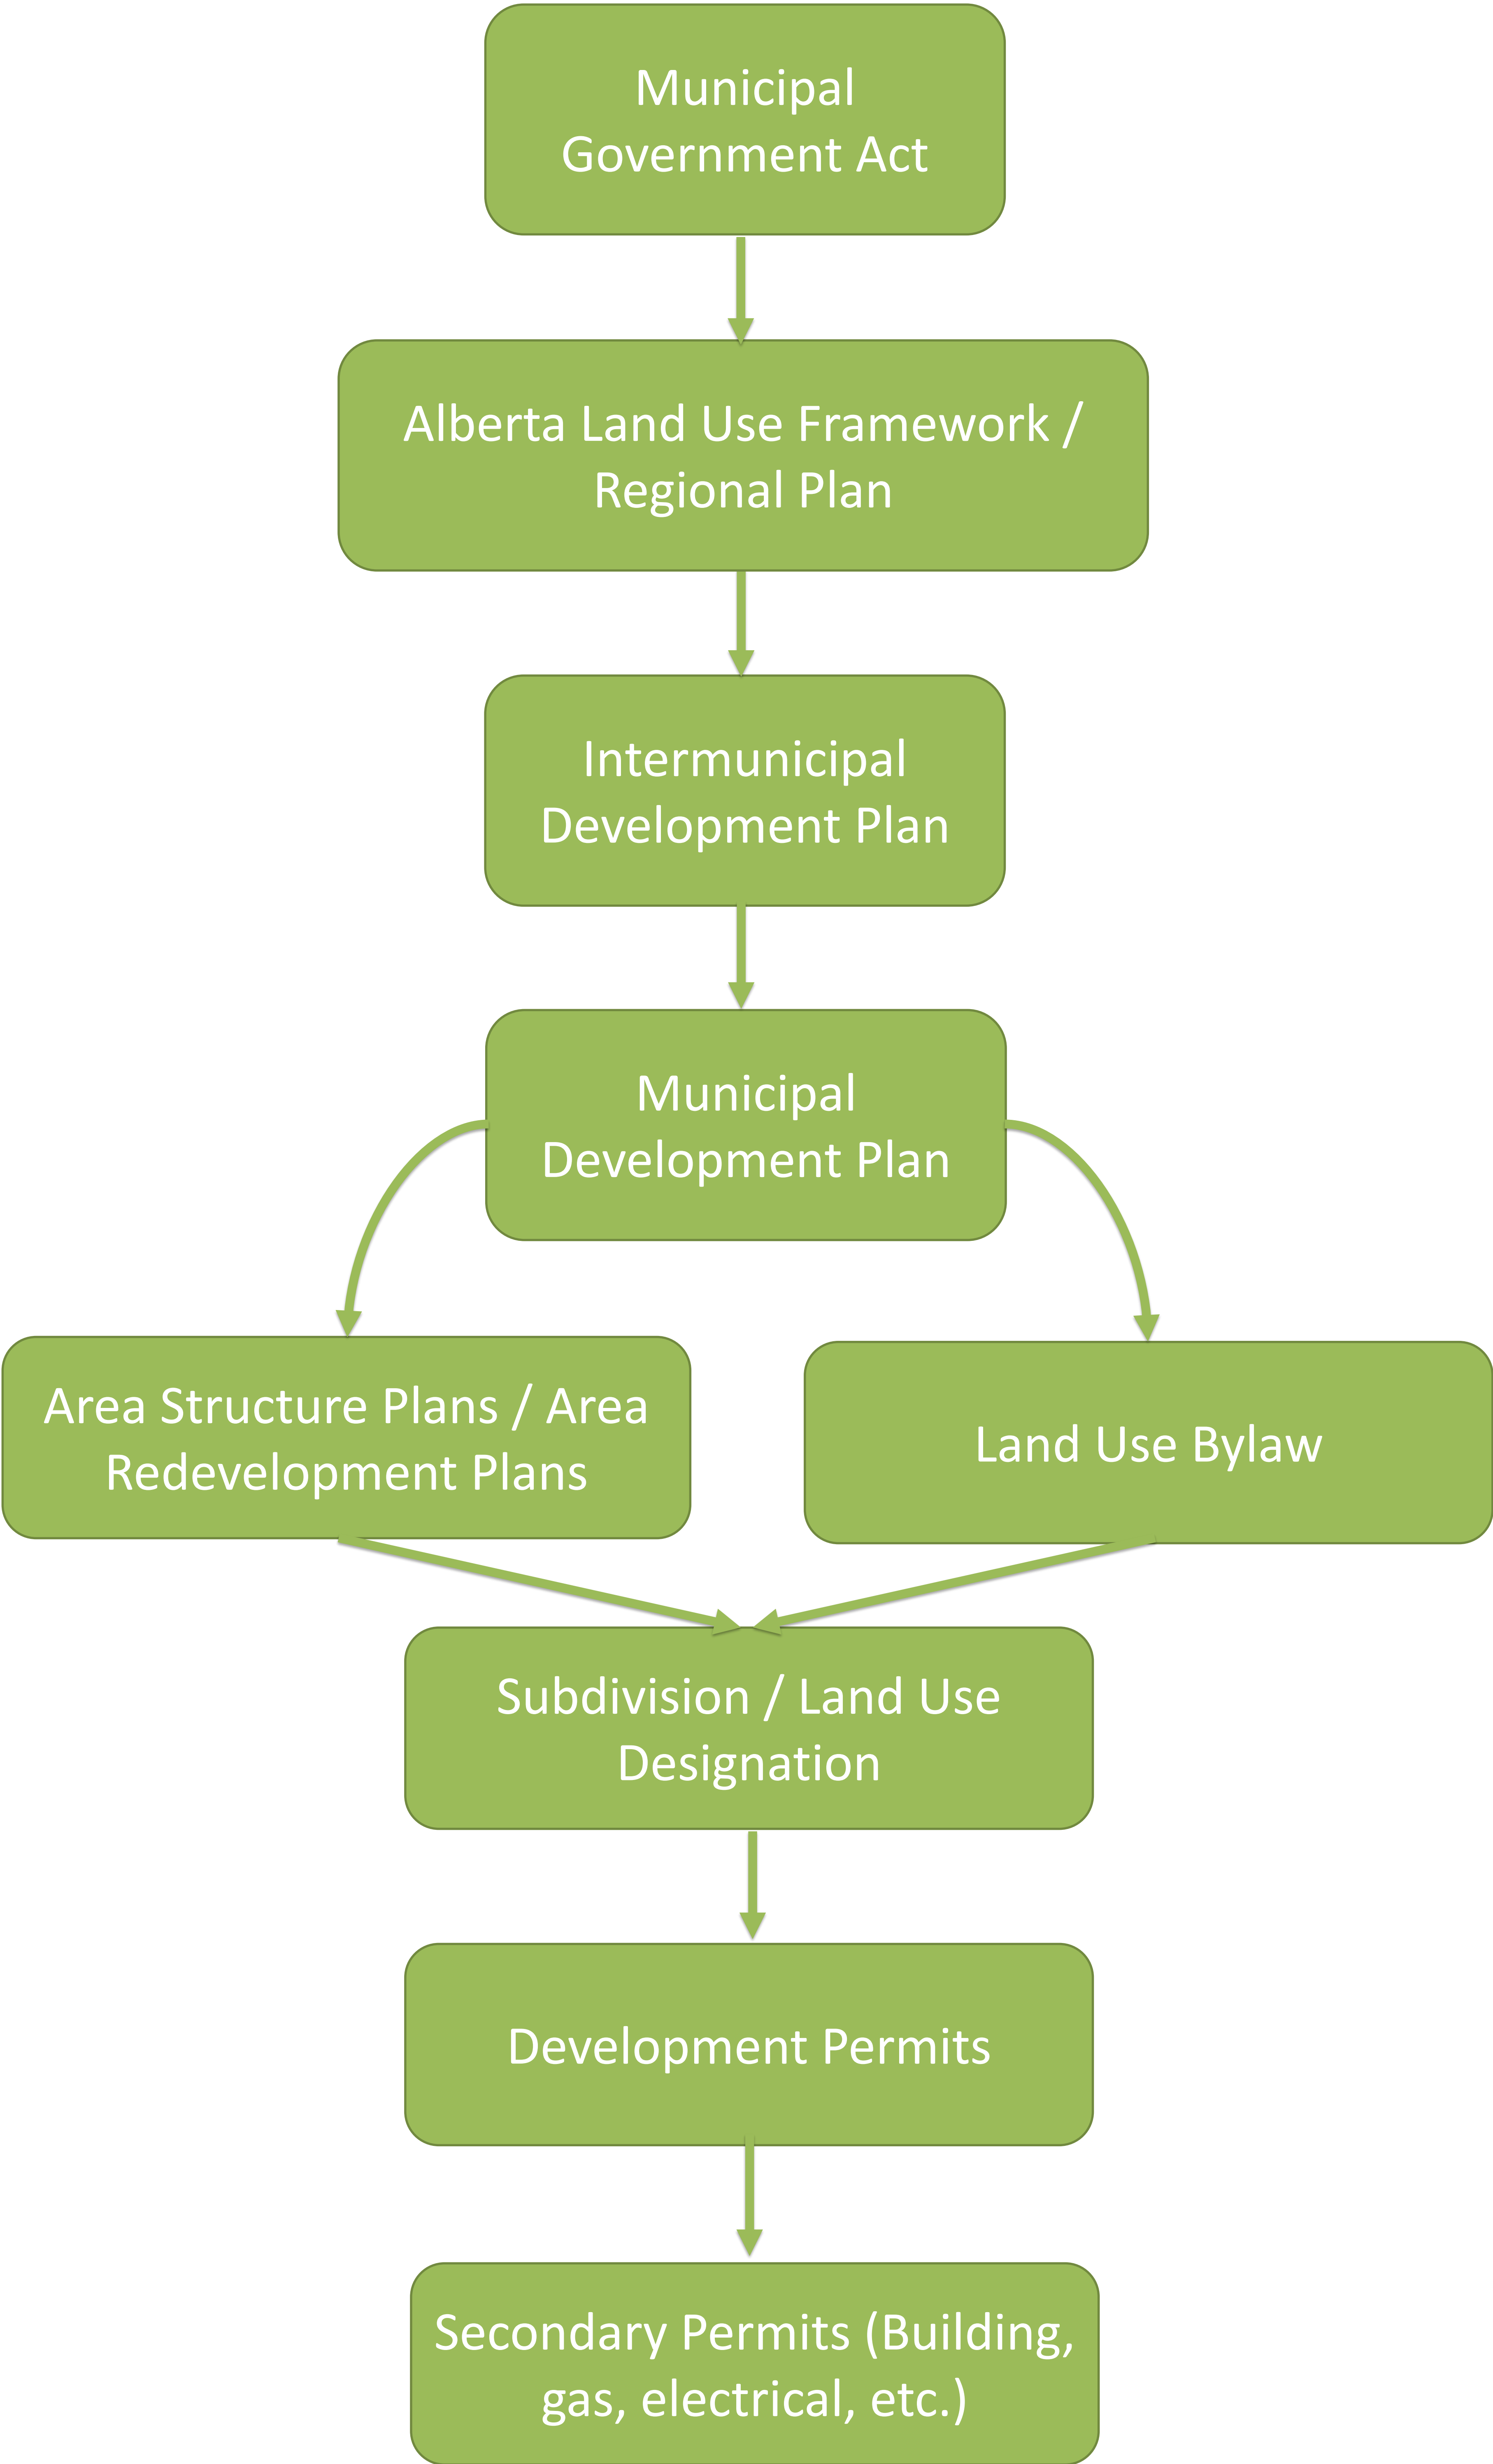 Municipal
Government Act
Alberta Land Use Framework /
Regional Plan
Intermunicipal
Development Plan
Municipal
Development Plan
Area Structure Plans / Area
Redevelopment Plans
Land Use Bylaw
Subdivision / Land Use
Designation
Development Permits
Secondary Permits (Building,
gas, electrical, etc.)